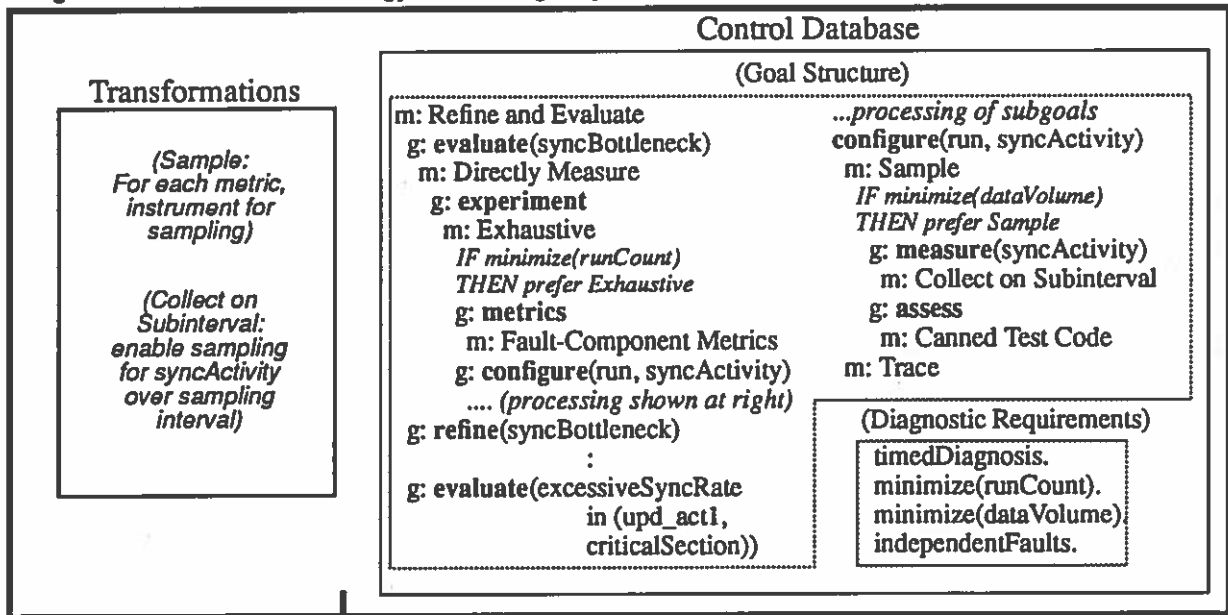 Control Database
Transformations
(Sample:
For each metric,
instrument for
sampling)
(Collect on
Subinterval:
enable sampling
for syncActivity
over sampling
interval)
(Goal Structure)
m: Refine and Evaluate
g: evaluate(syncBottleneck)
m: Directly Measure
g: experiment
m: Exhaustive
IF minimize(runCount)
THEN prefer Exhaustive
g: metrics
m: Fault-Component Metrics
g: configure(run, syncActivity)
.... (processing shown at right)
g: refine(syncBottleneck)
:
g: evaluate(excessiveSyncRate
in (upd_act1,
criticalSection))
...processing of subgoals
configure(run, syncActivity)
m: Sample
IF minimize(dataVolume)
THEN prefer Sample
g: measure(syncActivity)
m: Collect on Subinterval
g: assess
m: Canned Test Code
m: Trace
(Diagnostic Requirements)
timedDiagnosis.
minimize(runCount).
minimize(dataVolume).
independentFaults.